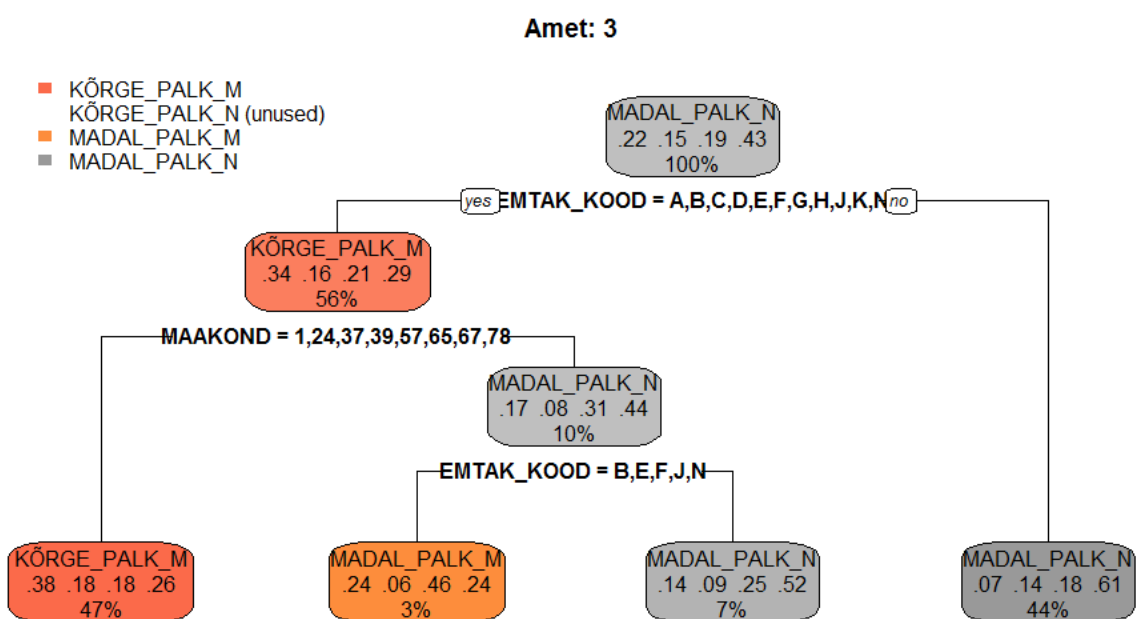 Amet: 3
KÕRGE_PALK_M
KÕRGE_PALK_N (unused)
MADAL_PALK_M
MADAL_PALK_N
MADAL_PALK_N
.22 .15 .19 .43
100%
yes EMTAK_KOOD = A,B,C,D,E,F,G,H,J,K,N no
KÕRGE_PALK_M
.34 .16 .21 .29
56%
MAAKOND = 1,24,37,39,57,65,67,78
MADAL_PALK_N
.17 .08 .31 .44
10%
EMTAK_KOOD = B,E,F,J,N
KÕRGE_PALK_M
.38 .18 .18 .26
47%
MADAL_PALK_M
.24 .06 .46 .24
3%
MADAL_PALK_N
.14 .09 .25 .52
7%
MADAL_PALK_N
.07 .14 .18 .61
44%